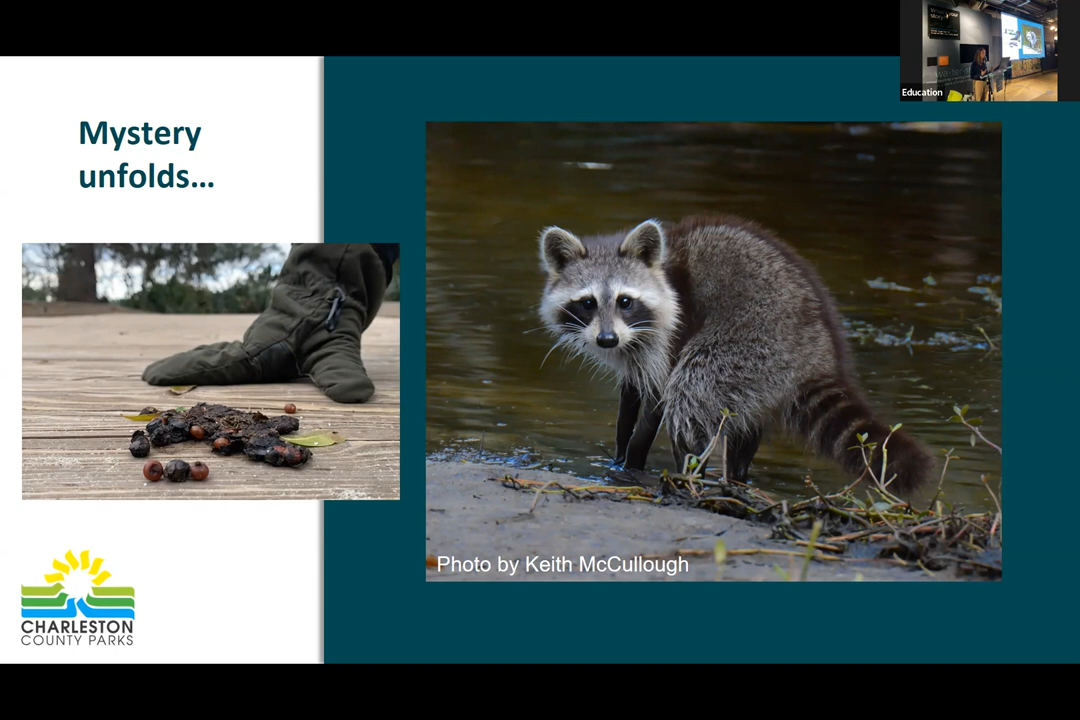 Mystery
unfolds...
Photo by Keith McCullough
CHARLESTON
COUNTY PARKS
Education